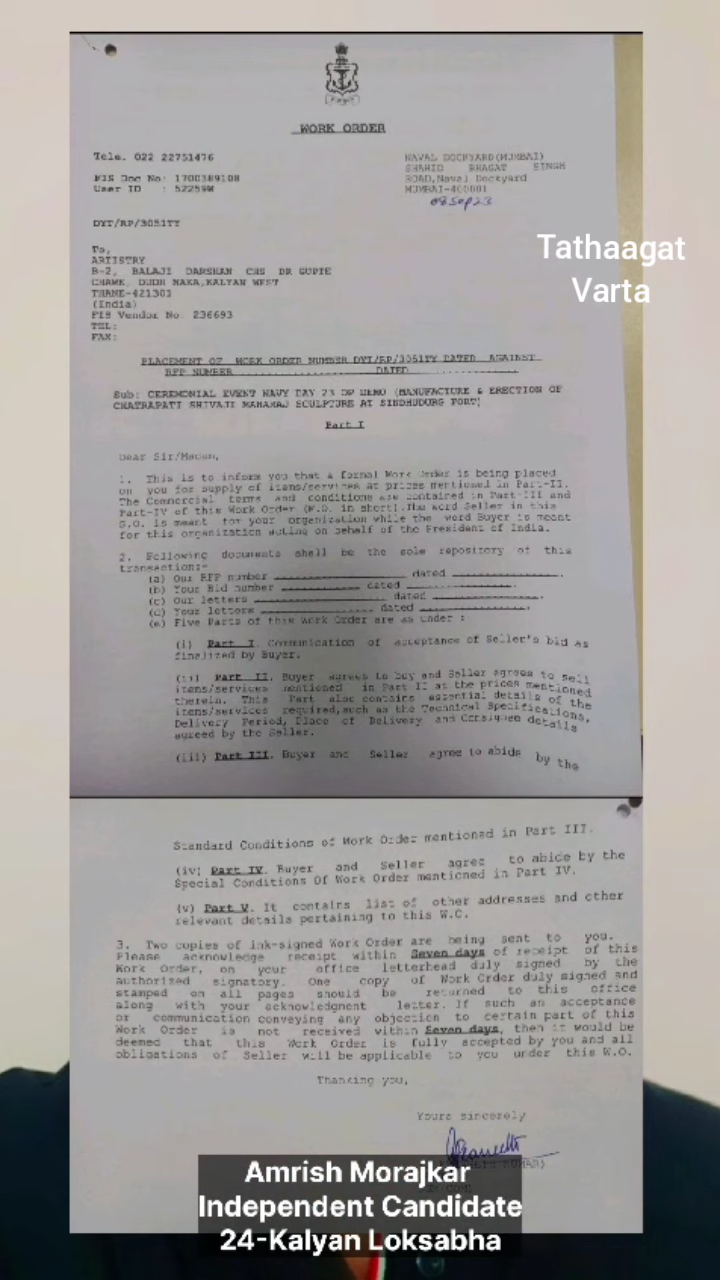 WORK ORDER
Tele. 022 22751476
FIS Doc No: 1700389108
User ID : 52259W
NAVAL DOCKYARD(MUMBAI)
SHAHID BHAGAT SINGH
ROAD,Naval Dockyard
MUMBAI-400001
08 Sep 23
DYT/RP/3051TY
Tathaagat
Varta
To,
ARTISTRY
B-2, BALAJI DARSHAN CHS DR GUPTE
CHAWK, DUDH NAKA,KALYAN WEST
THANE-421301
(India)
FIS Vendor No. 236693
TEL:
FAX:
PLACEMENT OF WORK ORDER NUMBER DYT/RP/3051TY DATED AGAINST
RFP NUMBER DATED
Sub: CEREMONIAL EVENT NAVY DAY 23 OP DEMO (MANUFACTURE & ERECTION OF
CHATRAPATI SHIVAJI MAHARAJ SCULPTURE AT SINDHUDURG FORT)
Part I
Dear Sir/Madam,
1. This is to inform you that a formal Work Order is being placed
on you for supply of items/services at prices mentioned in Part-II.
The Commercial terms and conditions are contained in Part-III and
Part-IV of this Work Order (W.O. in short).The word Seller in this
S.O. is meant for your organization while the word Buyer is meant
for this organization acting on behalf of the President of India.
2. Following documents shall be the sole repository of this
transaction:-
(a) Our RFP number dated .
(b) Your Bid number dated .
(c) Our letters dated .
(d) Your letters dated .
(e) Five Parts of this Work Order are as under :
(i) Part I. Communication of acceptance of Seller's bid as
finalized by Buyer.
(ii) Part II. Buyer agrees to buy and Seller agrees to sell
items/services mentioned in Part II at the prices mentioned
therein. This Part also contains essential details of the
items/services required,such as the Technical Specifications,
Delivery Period, Place of Delivery and Consignee details
agreed by the Seller.
(iii) Part III. Buyer and Seller agree to abide by the
Standard Conditions of Work Order mentioned in Part III.
(iv) Part IV. Buyer and Seller agree to abide by the
Special Conditions Of Work Order mentioned in Part IV.
(v) Part V. It contains list of other addresses and other
relevant details pertaining to this W.O.
3. Two copies of ink-signed Work Order are being sent to you.
Please acknowledge receipt within Seven days of receipt of this
Work Order, on your office letterhead duly signed by the
authorized signatory. One copy of Work Order duly signed and
stamped on all pages should be returned to this office
along with your acknowledgment letter. If such an acceptance
or communication conveying any objection to certain part of this
Work Order is not received within Seven days, then it would be
deemed that this Work Order is fully accepted by you and all
obligations of Seller will be applicable to you under this W.O.
Thanking you,
Yours sincerely
Amrish Morajkar
Independent Candidate
24-Kalyan Loksabha